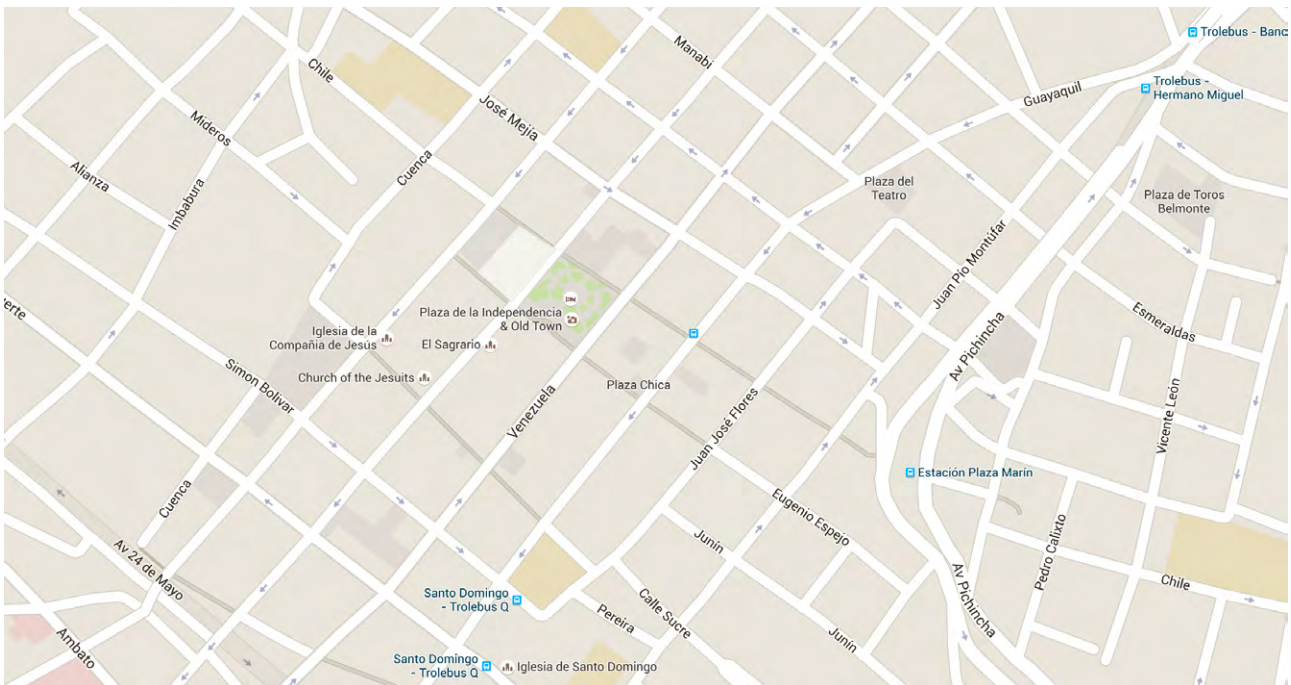 Trolebus - Banc
Trolebus -
Hermano Miguel
Manabi
Chile
Guayaquil
José Mejía
Mideros
Cuenca
Alianza
Imbabura
Plaza del
Teatro
Plaza de Toros
Belmonte
Juan Pío Montúfar
Esmeraldas
erte
Plaza de la Independencia
& Old Town
Iglesia de la
Compañia de Jesús
El Sagrario
Av Pichincha
Church of the Jesuits
Simon Bolivar
Plaza Chica
Venezuela
Juan José Flores
Vicente León
Estación Plaza Marín
Cuenca
Eugenio Espejo
Junín
Pedro Calixto
Av 24 de Mayo
Chile
Av Pichincha
Santo Domingo
- Trolebus Q
Calle Sucre
Pereira
Junín
Ambato
Santo Domingo
- Trolebus Q
Iglesia de Santo Domingo